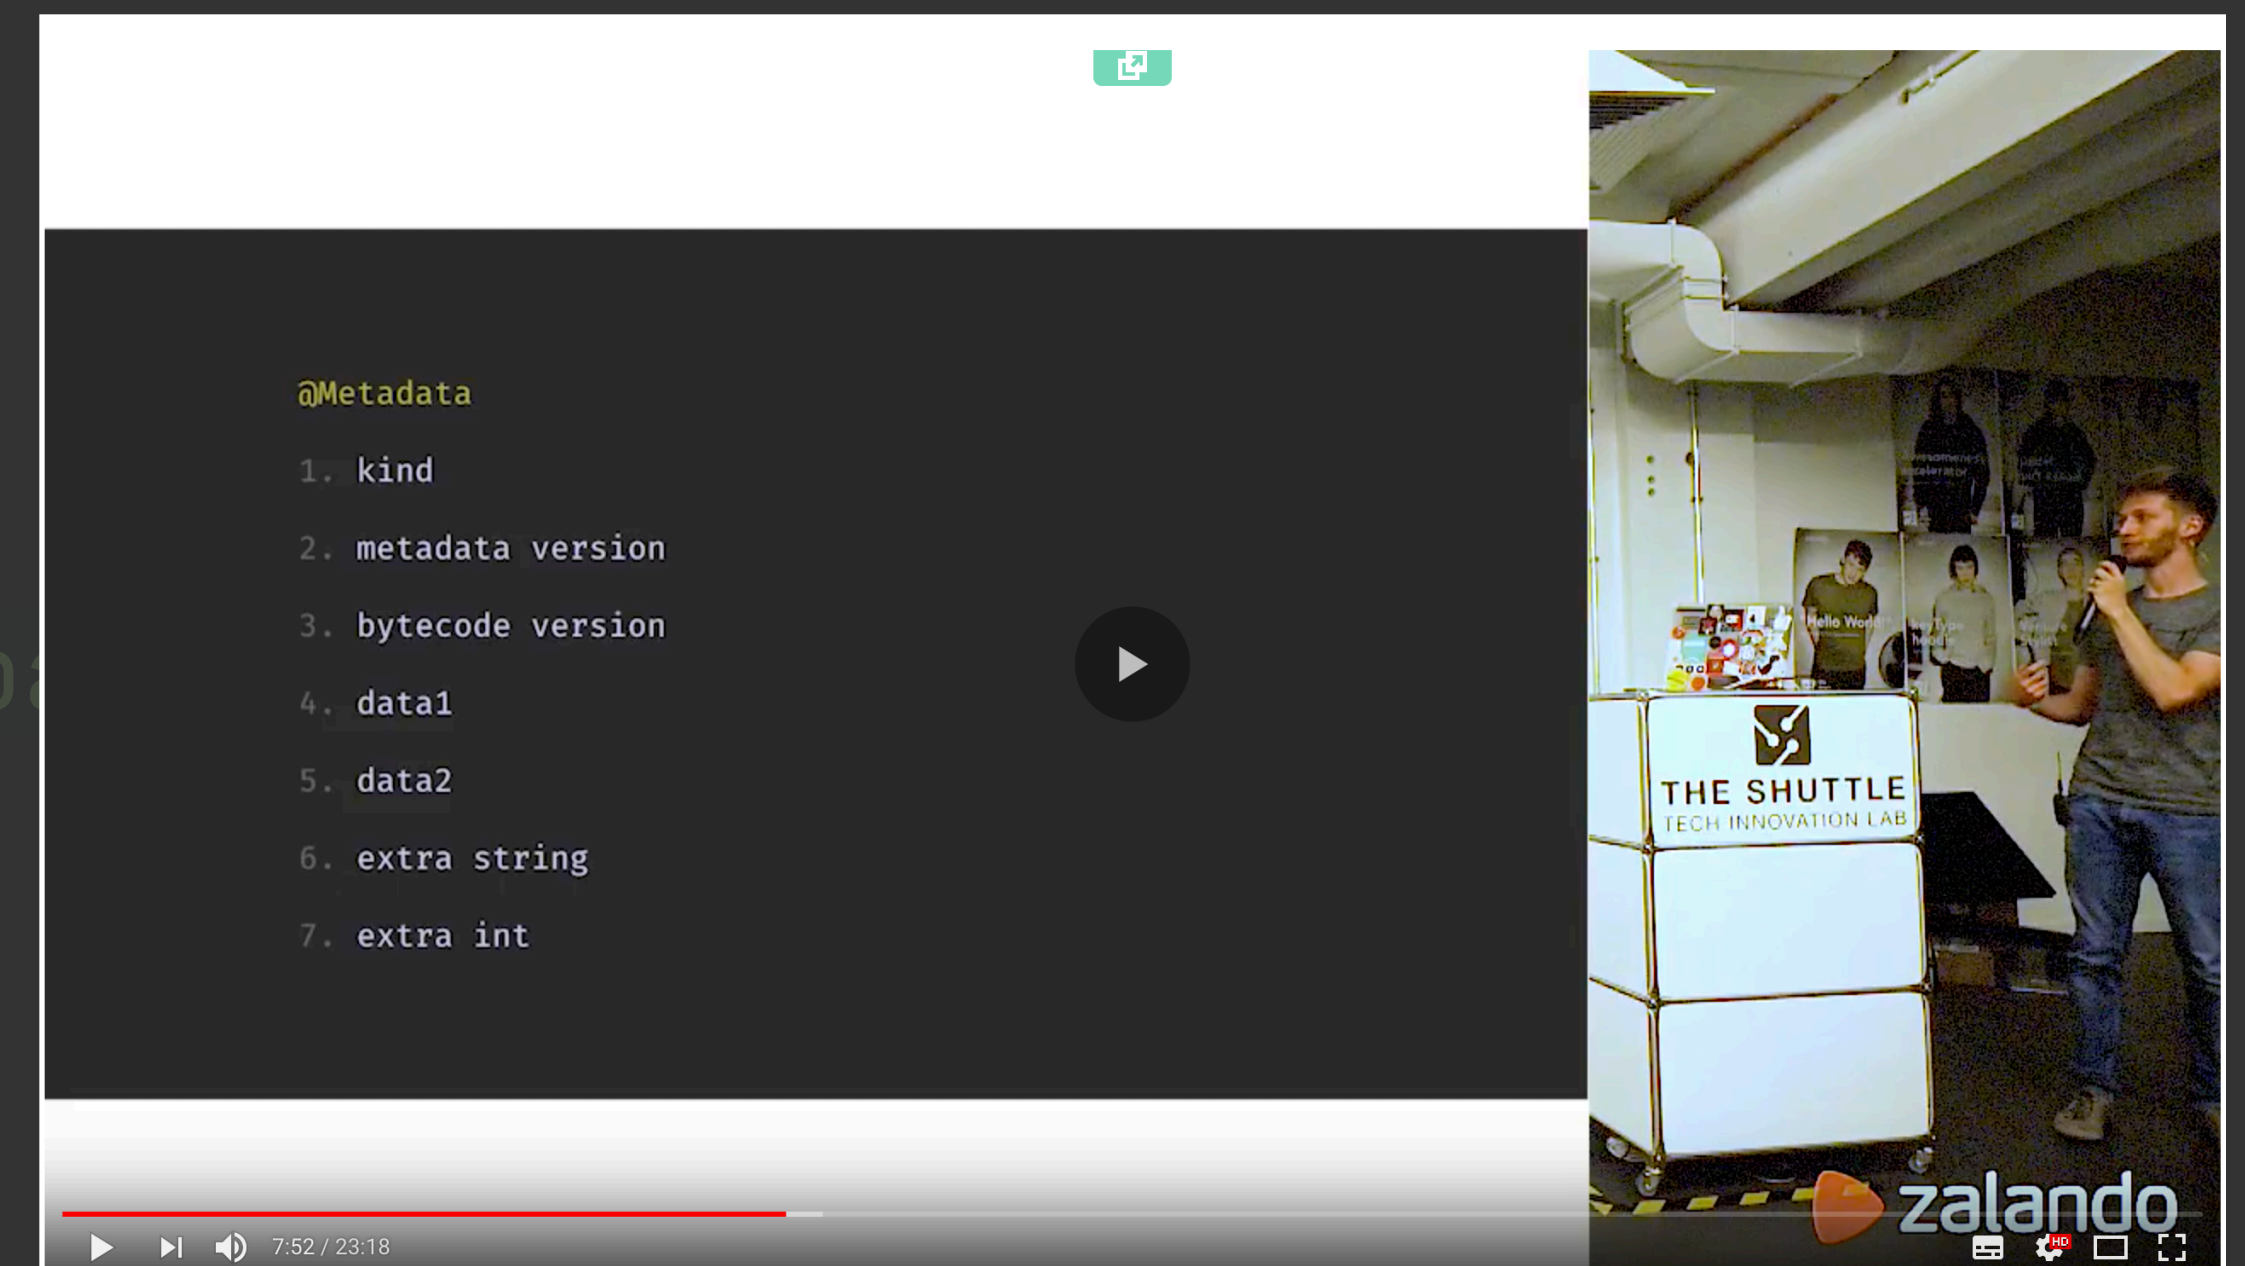 @Metadata
1. kind
2. metadata version
3. bytecode version
4. data1
5. data2
6. extra string
7. extra int
"Hello World!"
THE SHUTTLE
TECH INNOVATION LAB
zalando
7:52 / 23:18
HD